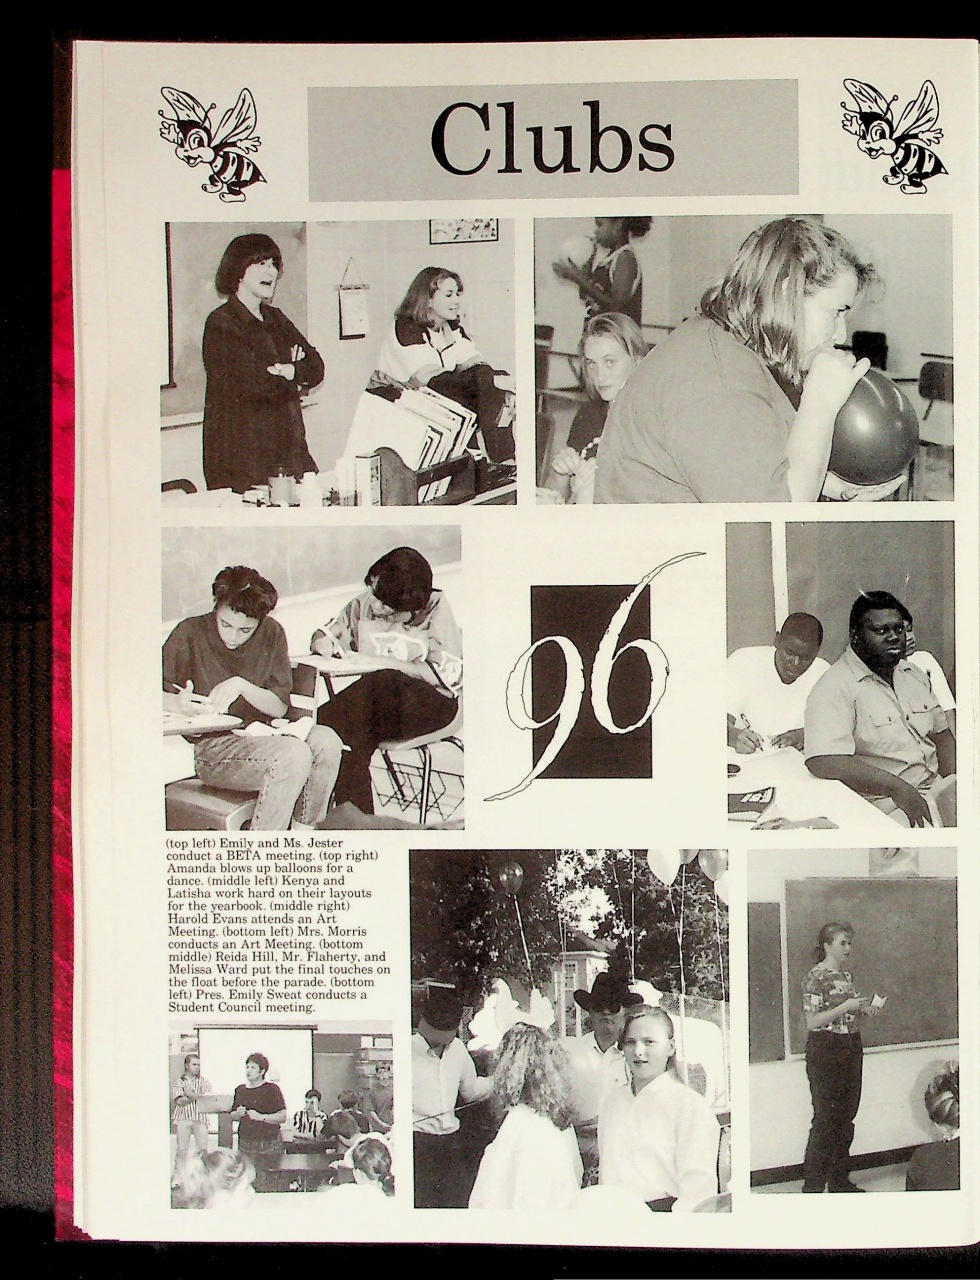 Clubs
96
(top left) Emily and Ms. Jester
conduct a BETA meeting. (top right)
Amanda blows up balloons for a
dance. (middle left) Kenya and
Latisha work hard on their layouts
for the yearbook. (middle right)
Harold Evans attends an Art
Meeting. (bottom left) Mrs. Morris
conducts an Art Meeting. (bottom
middle) Reida Hill, Mr. Flaherty, and
Melissa Ward put the final touches on
the float before the parade. (bottom
left) Pres. Emily Sweat conducts a
Student Council meeting.